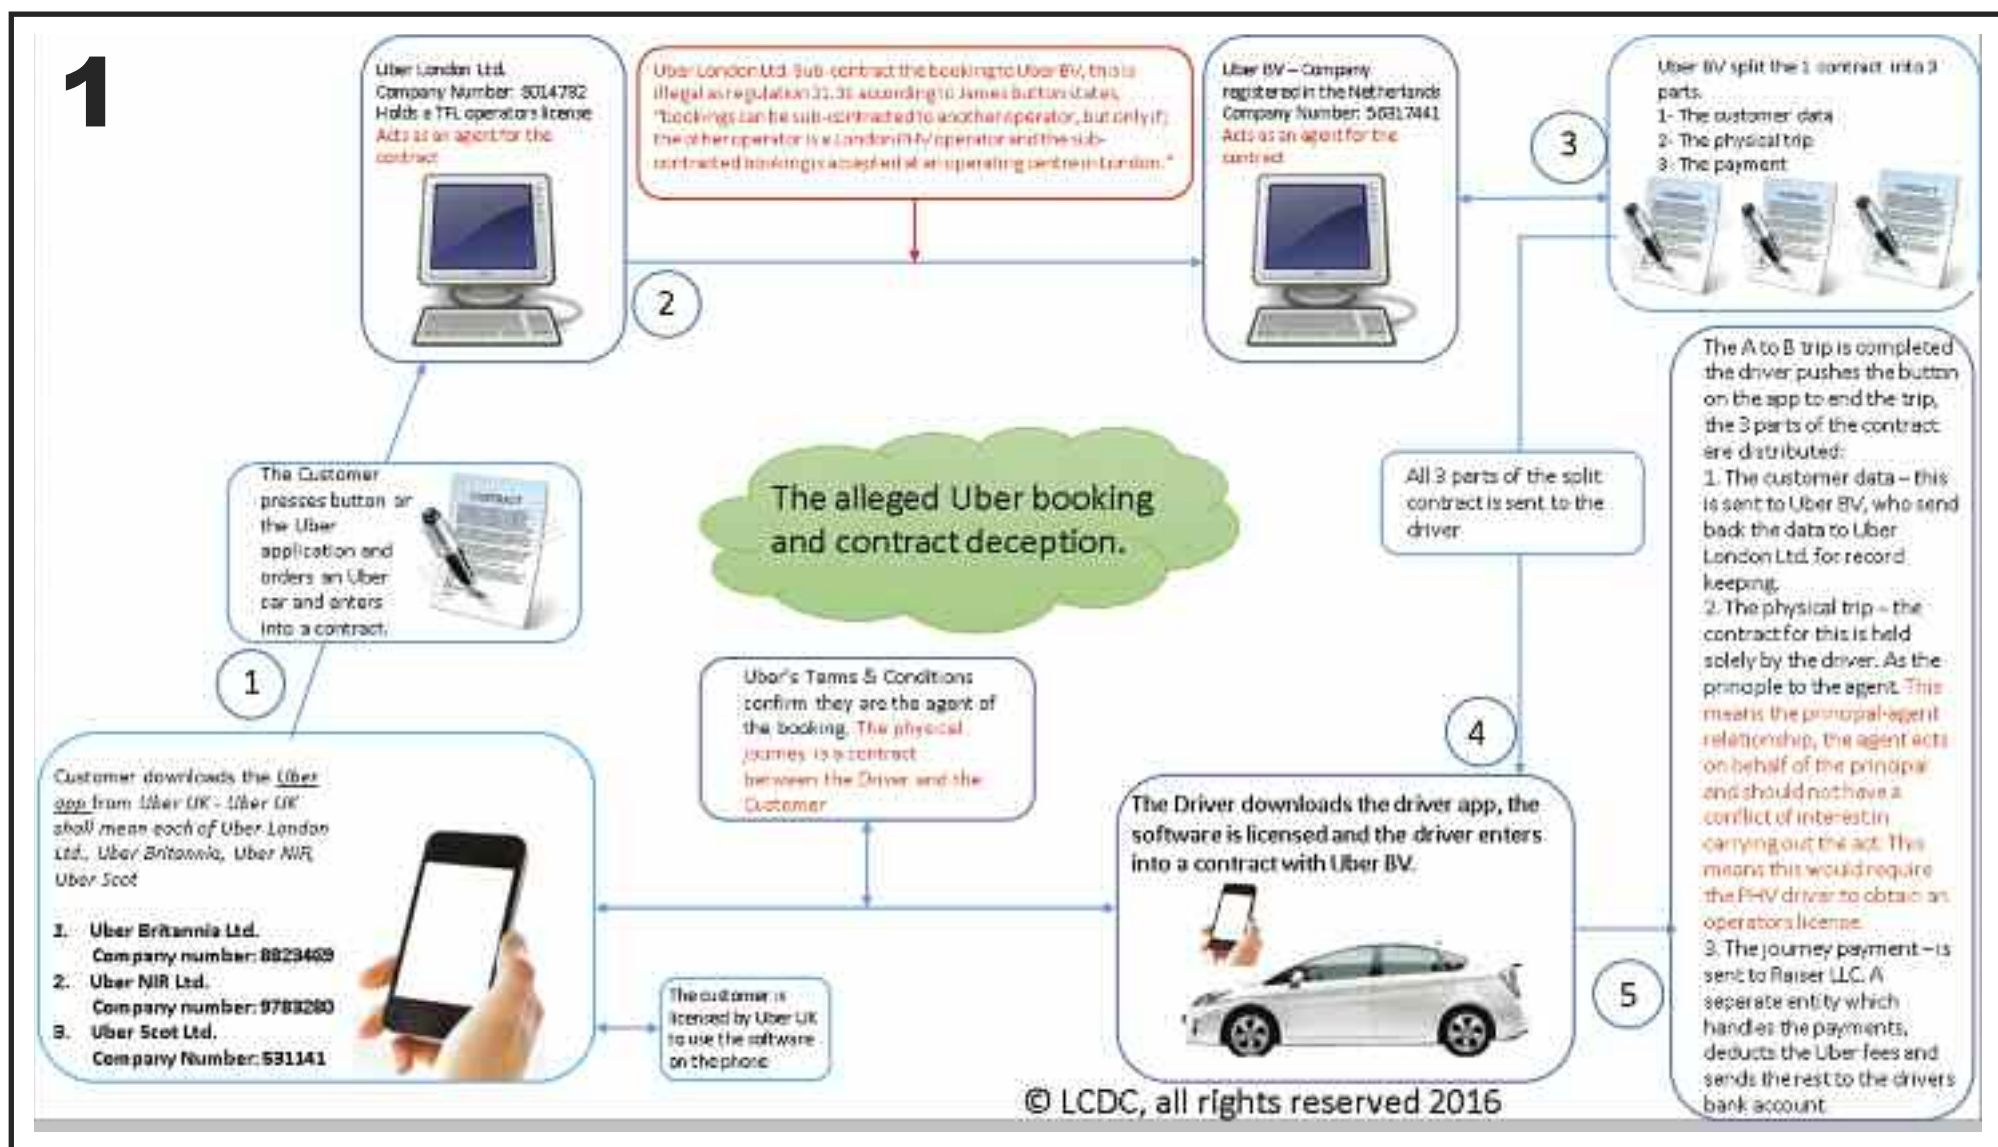 1
Uber London Ltd.
Company Number: 8014782
Holds a TFL operators license
Acts as an agent for the
contract
Uber London Ltd. Sub-contract the booking to Uber BV, this is
illegal as regulation according to James button states,
"bookings can be sub-contracted to another operator, but only if;
the other operator is a London PHV operator and the sub-
contracted booking is accepted at an operating centre in London."
Uber BV – Company
registered in the Netherlands
Company Number: 56317441
Acts as an agent for the
contract
Uber BV split the 1 contract into 3
parts.
1- The customer data
2- The physical trip
3- The payment
3
2
The Customer
presses button on
the Uber
application and
orders an Uber
car and enters
into a contract.
CONTRACT
1
The alleged Uber booking
and contract deception.
All 3 parts of the split
contract is sent to the
driver
4
Uber's Terms & Conditions
confirm they are the agent of
the booking. The physical
journey is a contract
between the Driver and the
Customer
Customer downloads the Uber
app from Uber UK - Uber UK
shall mean each of Uber London
Ltd., Uber Britannia, Uber NIR,
Uber Scot
1. Uber Britannia Ltd.
Company number: 8823469
2. Uber NIR Ltd.
Company number: 9783280
3. Uber Scot Ltd.
Company Number: 531141
The customer is
licensed by Uber UK
to use the software
on the phone
The Driver downloads the driver app, the
software is licensed and the driver enters
into a contract with Uber BV.
5
The A to B trip is completed
the driver pushes the button
on the app to end the trip,
the 3 parts of the contract
are distributed:
1. The customer data – this
is sent to Uber BV, who send
back the data to Uber
London Ltd. for record
keeping.
2. The physical trip – the
contract for this is held
solely by the driver. As the
principle to the agent. This
means the principal-agent
relationship, the agent acts
on behalf of the principal
and should not have a
conflict of interest in
carrying out the act. This
means this would require
the PHV driver to obtain an
operators license.
3. The journey payment – is
sent to Raiser LLC. A
separate entity which
handles the payments,
deducts the Uber fees and
sends the rest to the drivers
bank account
© LCDC, all rights reserved 2016